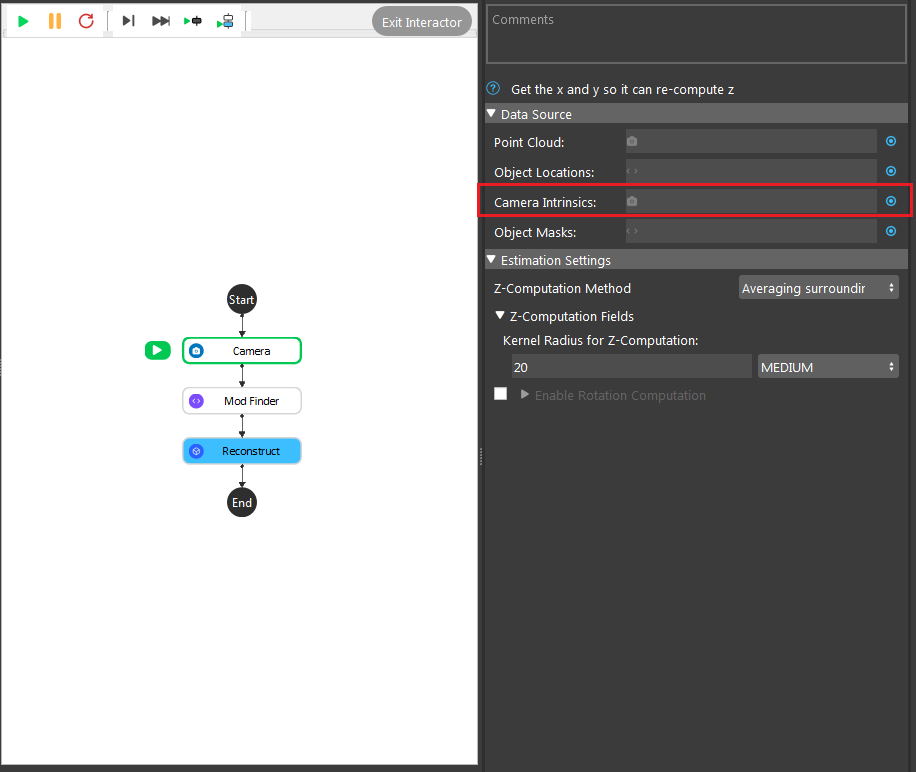 Exit Interactor
Start
Camera
Mod Finder
Reconstruct
End
Comments
Get the x and y so it can re-compute z
Data Source
Point Cloud:
Object Locations:
Camera Intrinsics:
Object Masks:
Estimation Settings
Z-Computation Method Averaging surroundir
Z-Computation Fields
Kernel Radius for Z-Computation:
20 MEDIUM
Enable Rotation Computation